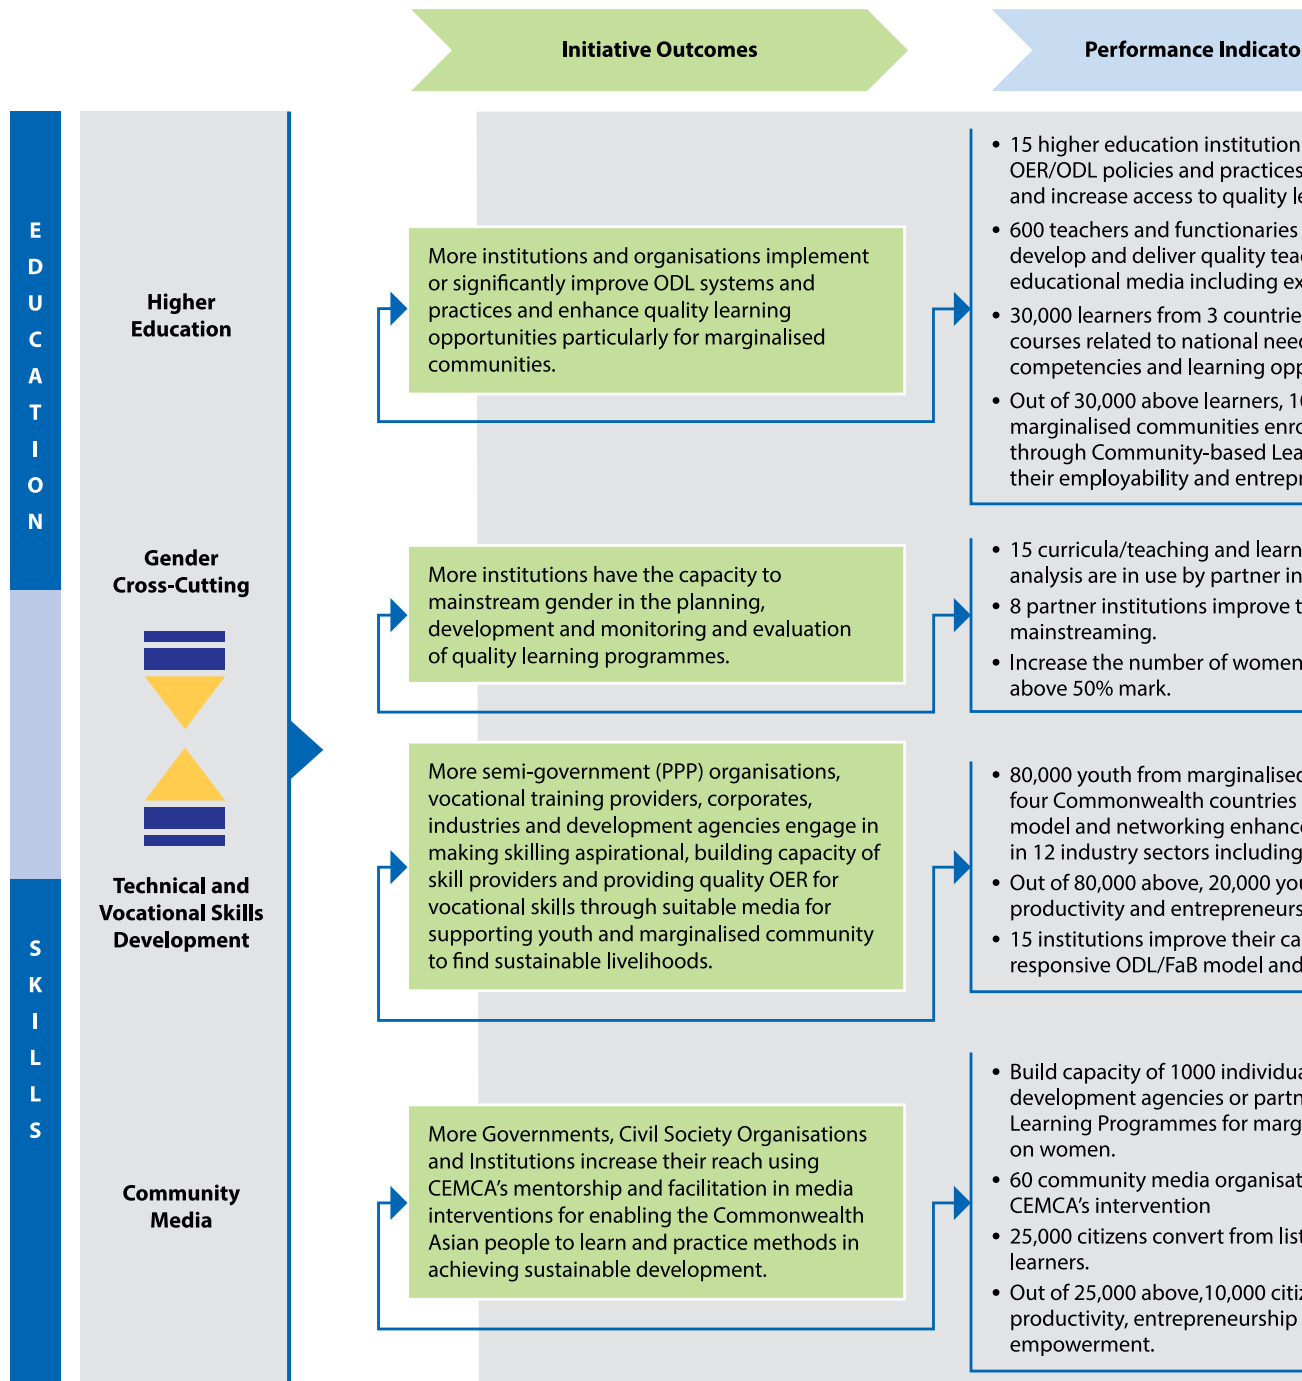 Initiative Outcomes
Performance Indicato
EDUCATION
Higher
Education
More institutions and organisations implement
or significantly improve ODL systems and
practices and enhance quality learning
opportunities particularly for marginalised
communities.
• 15 higher education institution
OER/ODL policies and practices
and increase access to quality le
• 600 teachers and functionaries
develop and deliver quality teac
educational media including ex
• 30,000 learners from 3 countrie
courses related to national need
competencies and learning opp
• Out of 30,000 above learners, 10
marginalised communities enro
through Community-based Lea
their employability and entrepr
Gender
Cross-Cutting
More institutions have the capacity to
mainstream gender in the planning,
development and monitoring and evaluation
of quality learning programmes.
• 15 curricula/teaching and learn
analysis are in use by partner in
• 8 partner institutions improve t
mainstreaming.
• Increase the number of women
above 50% mark.
SKILLS
Technical and
Vocational Skills
Development
More semi-government (PPP) organisations,
vocational training providers, corporates,
industries and development agencies engage in
making skilling aspirational, building capacity of
skill providers and providing quality OER for
vocational skills through suitable media for
supporting youth and marginalised community
to find sustainable livelihoods.
• 80,000 youth from marginalised
four Commonwealth countries
model and networking enhance
in 12 industry sectors including
• Out of 80,000 above, 20,000 you
productivity and entrepreneurs
• 15 institutions improve their ca
responsive ODL/FaB model and
Community
Media
More Governments, Civil Society Organisations
and Institutions increase their reach using
CEMCA's mentorship and facilitation in media
interventions for enabling the Commonwealth
Asian people to learn and practice methods in
achieving sustainable development.
• Build capacity of 1000 individua
development agencies or partn
Learning Programmes for marg
on women.
• 60 community media organisat
CEMCA's intervention
• 25,000 citizens convert from list
learners.
• Out of 25,000 above,10,000 citiz
productivity, entrepreneurship
empowerment.